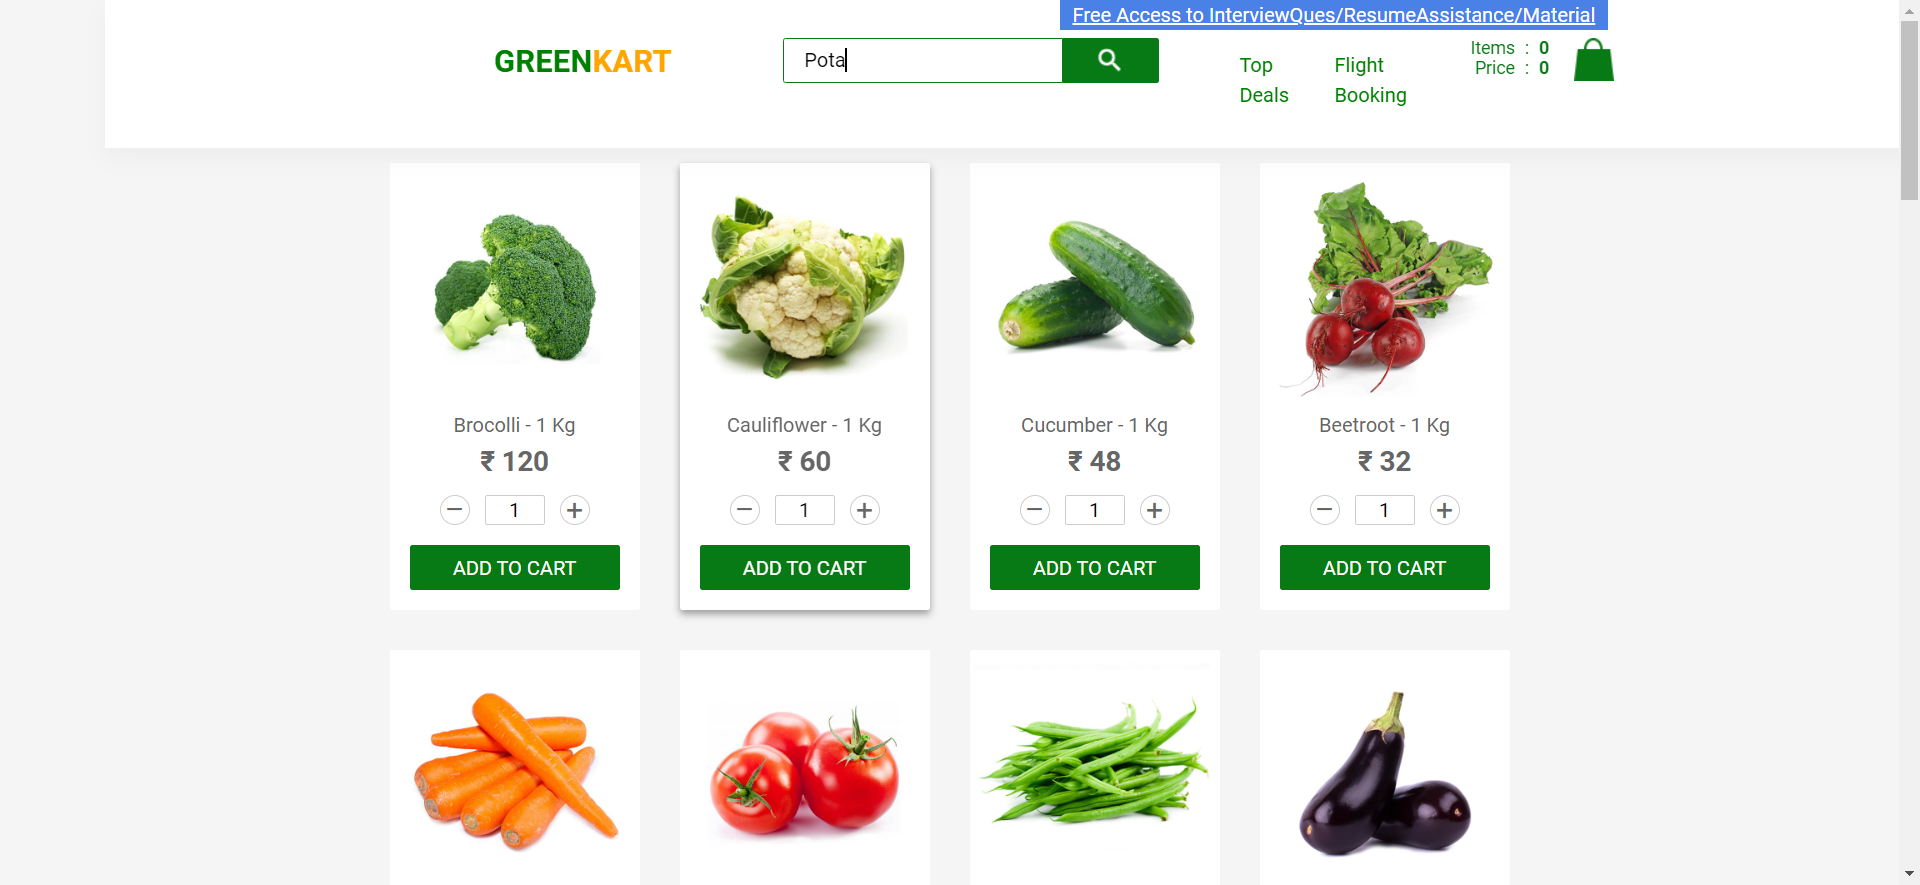 Free Access to InterviewQues/ResumeAssistance/Material
GREENKART
Pota
Top Deals
Flight Booking
Items : 0
Price : 0
Brocolli - 1 Kg
₹ 120
− 1 +
ADD TO CART
Cauliflower - 1 Kg
₹ 60
− 1 +
ADD TO CART
Cucumber - 1 Kg
₹ 48
− 1 +
ADD TO CART
Beetroot - 1 Kg
₹ 32
− 1 +
ADD TO CART